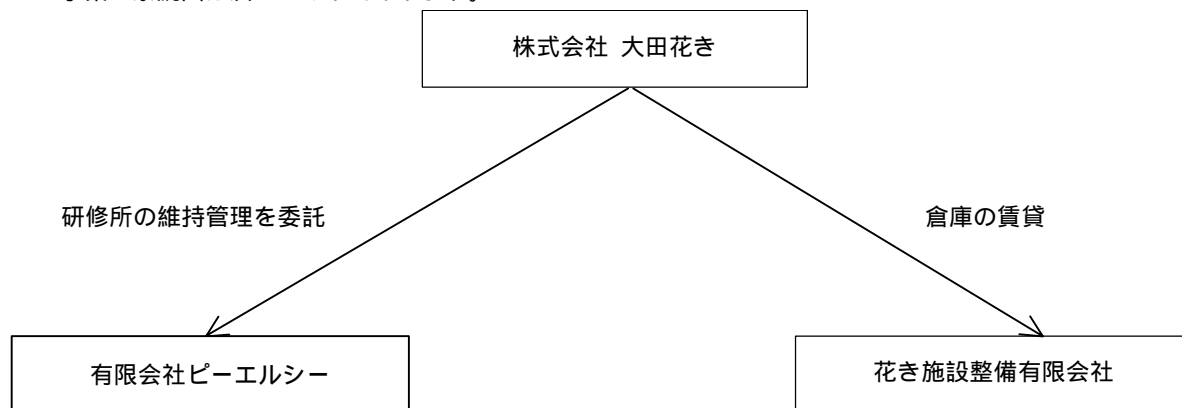 株式会社 大田花き
研修所の維持管理を委託
倉庫の賃貸
有限会社ピーエルシー
花き施設整備有限会社